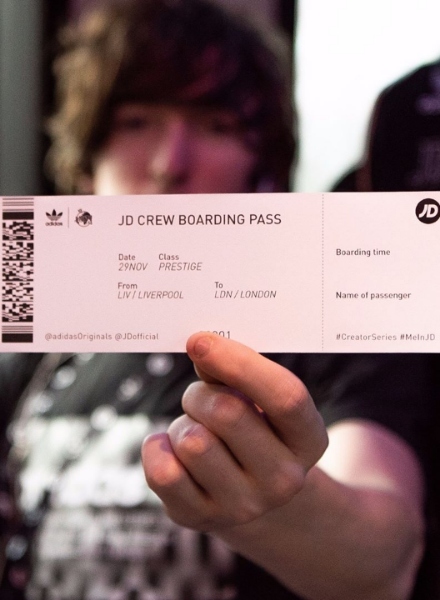 adidas
JD CREW BOARDING PASS
JD
Date Class
29NOV PRESTIGE
From To
LIV / LIVERPOOL LDN / LONDON
@adidasOriginals @JDofficial
Boarding time
Name of passenger
#CreatorSeries #MeInJD